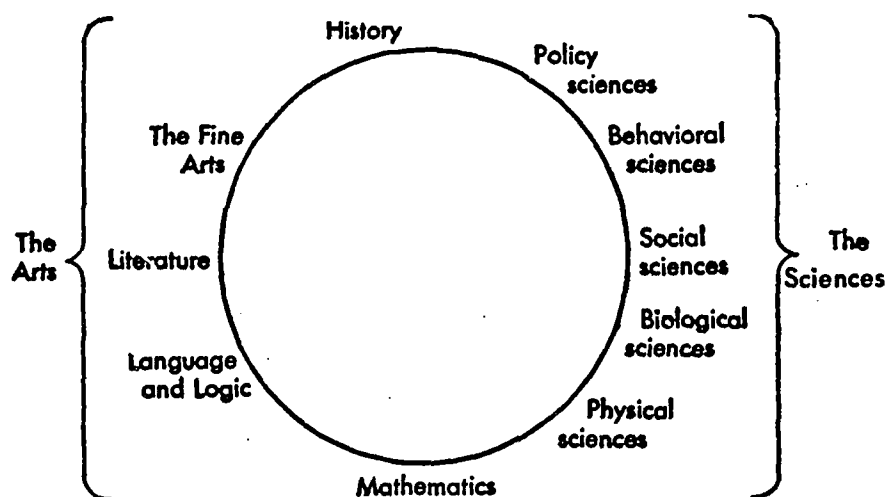 History
Policy
sciences
The Fine
Arts
Behavioral
sciences
The
Arts
Literature
Social
sciences
The
Sciences
Biological
sciences
Language
and Logic
Physical
sciences
Mathematics